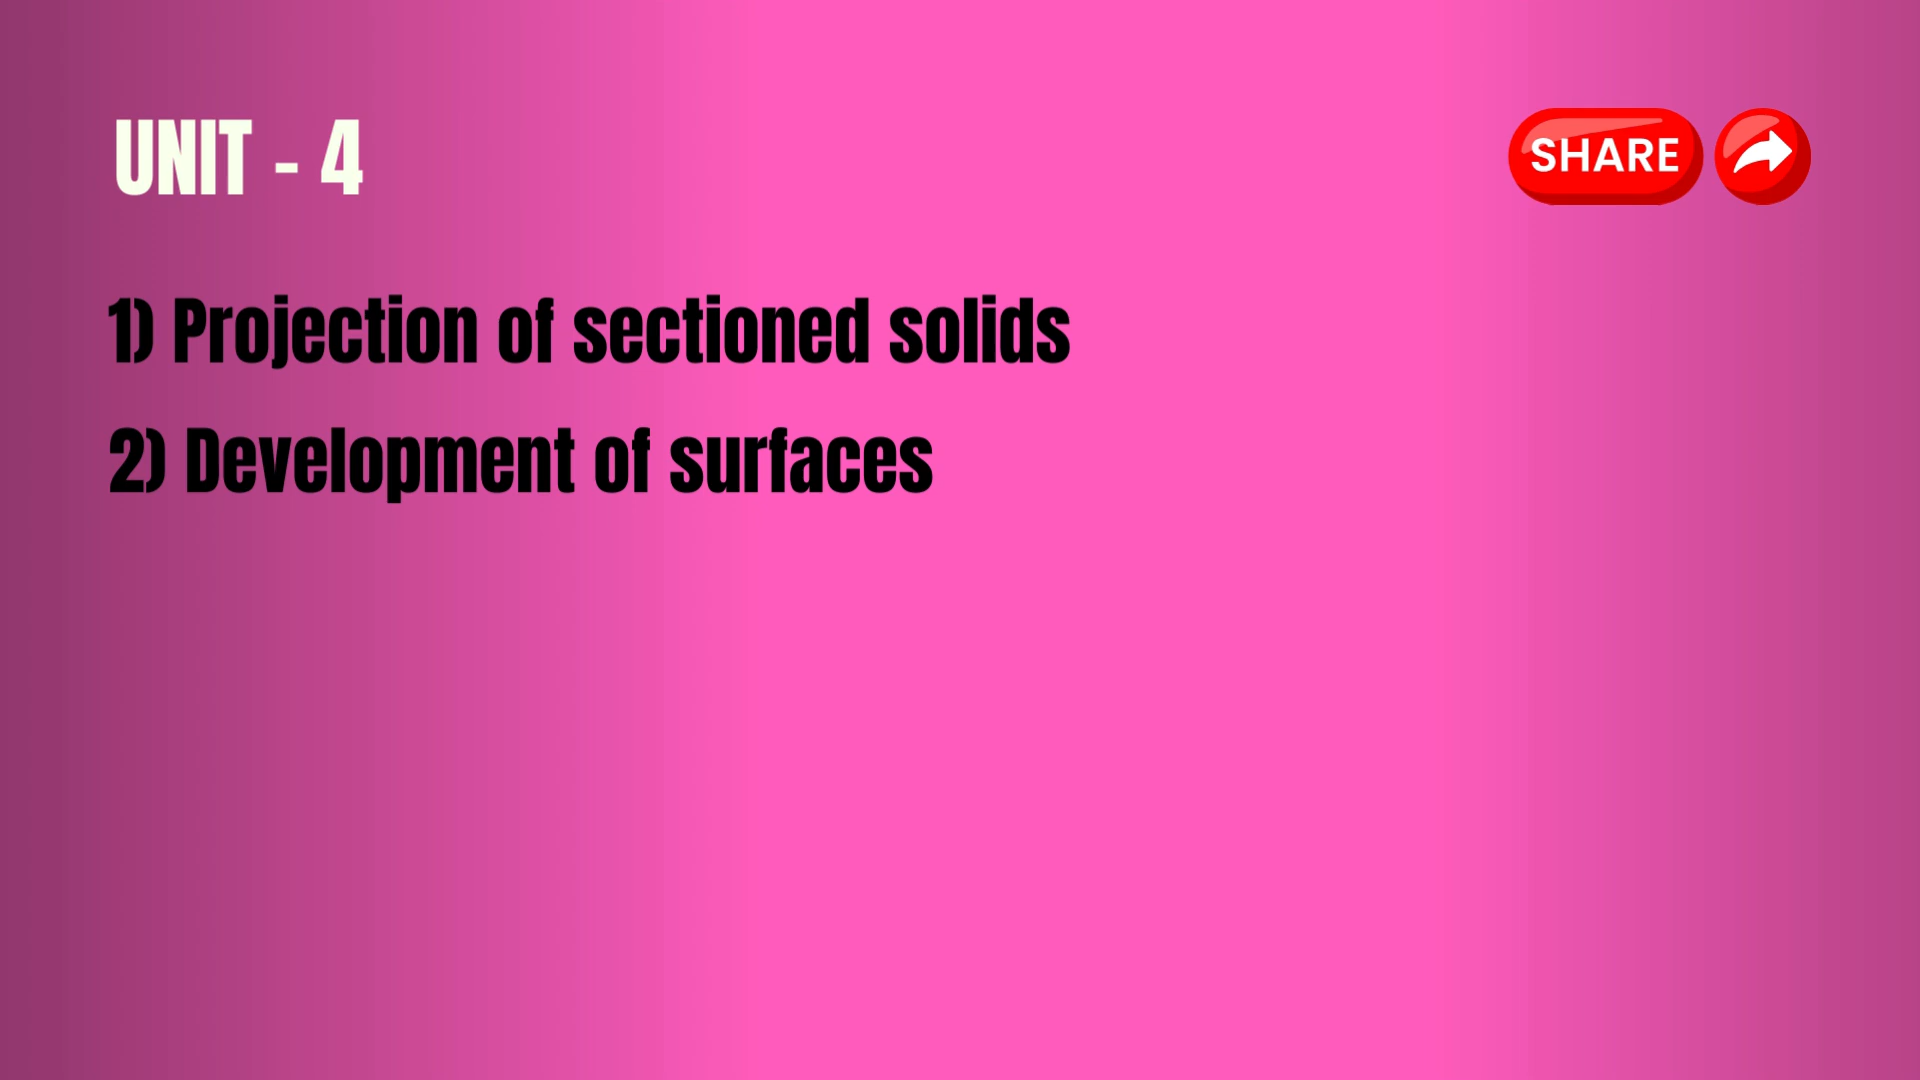 UNIT - 4
SHARE
1) Projection of sectioned solids
2) Development of surfaces